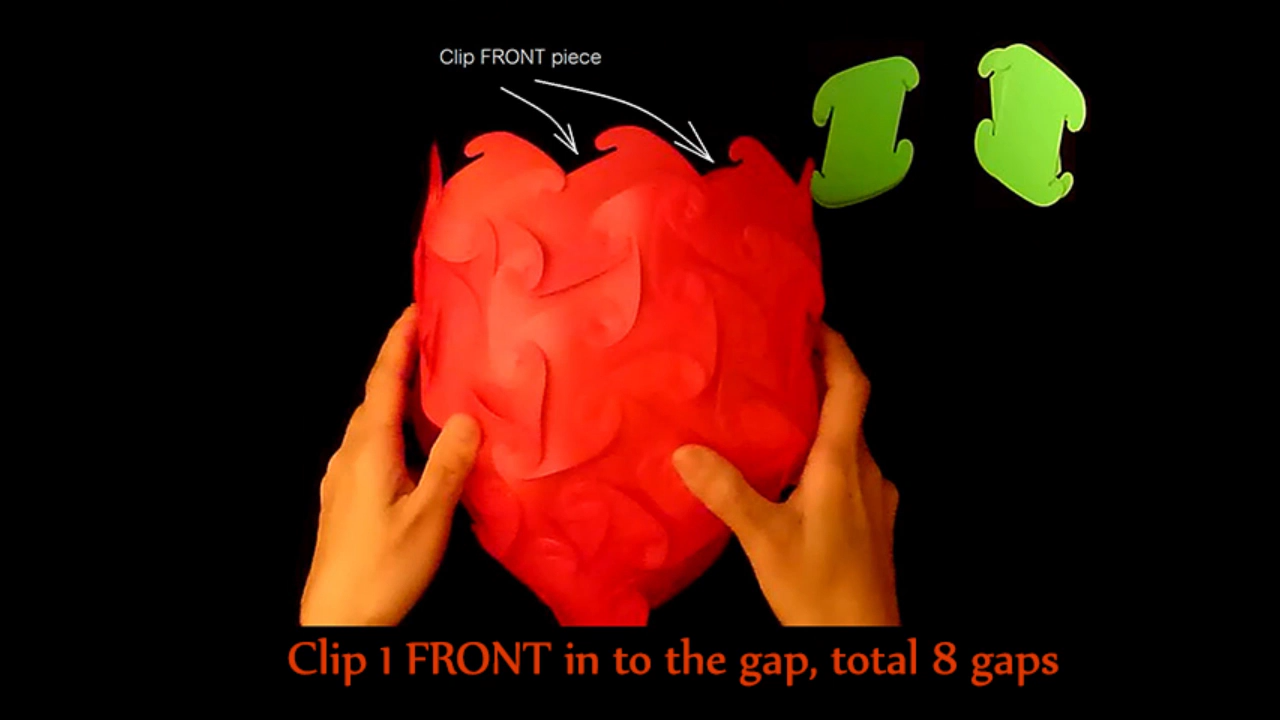 Clip FRONT piece
Clip 1 FRONT in to the gap, total 8 gaps